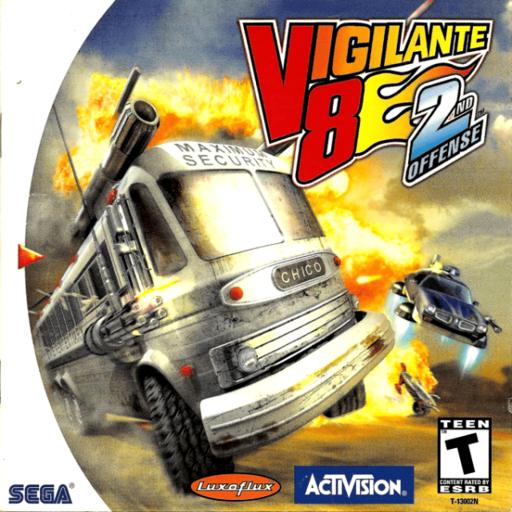 VIGILANTE
8 2ND
OFFENSE
MAXIMUM
SECURITY
CHICO
TEEN
T
CONTENT RATED BY
ESRB
T-13002N
SEGA
Luxoflux
ACTIVISION.